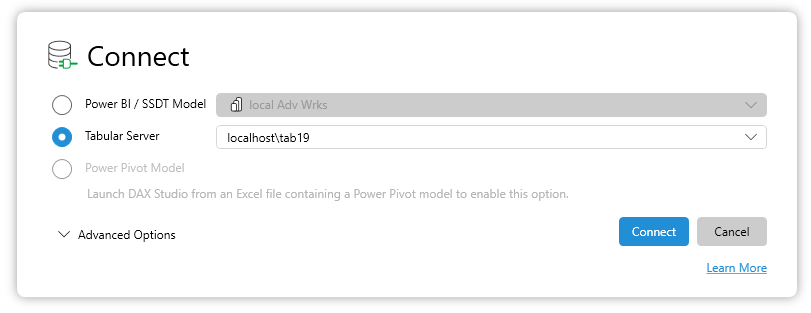 Connect
Power BI / SSDT Model
local Adv Wrks
Tabular Server
localhost\tab19
Power Pivot Model
Launch DAX Studio from an Excel file containing a Power Pivot model to enable this option.
Advanced Options
Connect
Cancel
Learn More